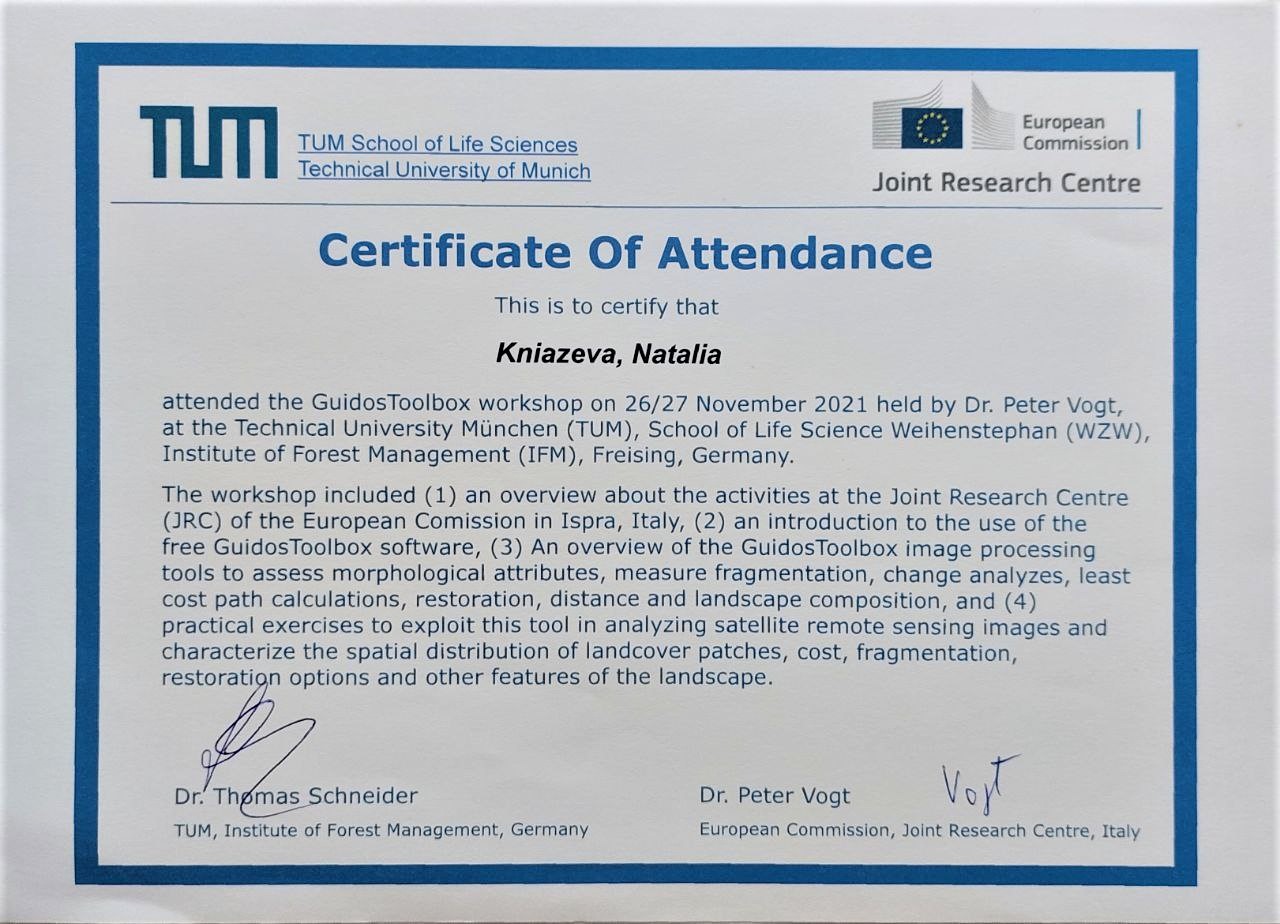 TUM
TUM School of Life Sciences
Technical University of Munich
European
Commission
Joint Research Centre
Certificate Of Attendance
This is to certify that
Kniazeva, Natalia
attended the GuidosToolbox workshop on 26/27 November 2021 held by Dr. Peter Vogt,
at the Technical University München (TUM), School of Life Science Weihenstephan (WZW),
Institute of Forest Management (IFM), Freising, Germany.
The workshop included (1) an overview about the activities at the Joint Research Centre
(JRC) of the European Comission in Ispra, Italy, (2) an introduction to the use of the
free GuidosToolbox software, (3) An overview of the GuidosToolbox image processing
tools to assess morphological attributes, measure fragmentation, change analyzes, least
cost path calculations, restoration, distance and landscape composition, and (4)
practical exercises to exploit this tool in analyzing satellite remote sensing images and
characterize the spatial distribution of landcover patches, cost, fragmentation,
restoration options and other features of the landscape.
Vogt
Dr. Thomas Schneider
TUM, Institute of Forest Management, Germany
Dr. Peter Vogt
European Commission, Joint Research Centre, Italy